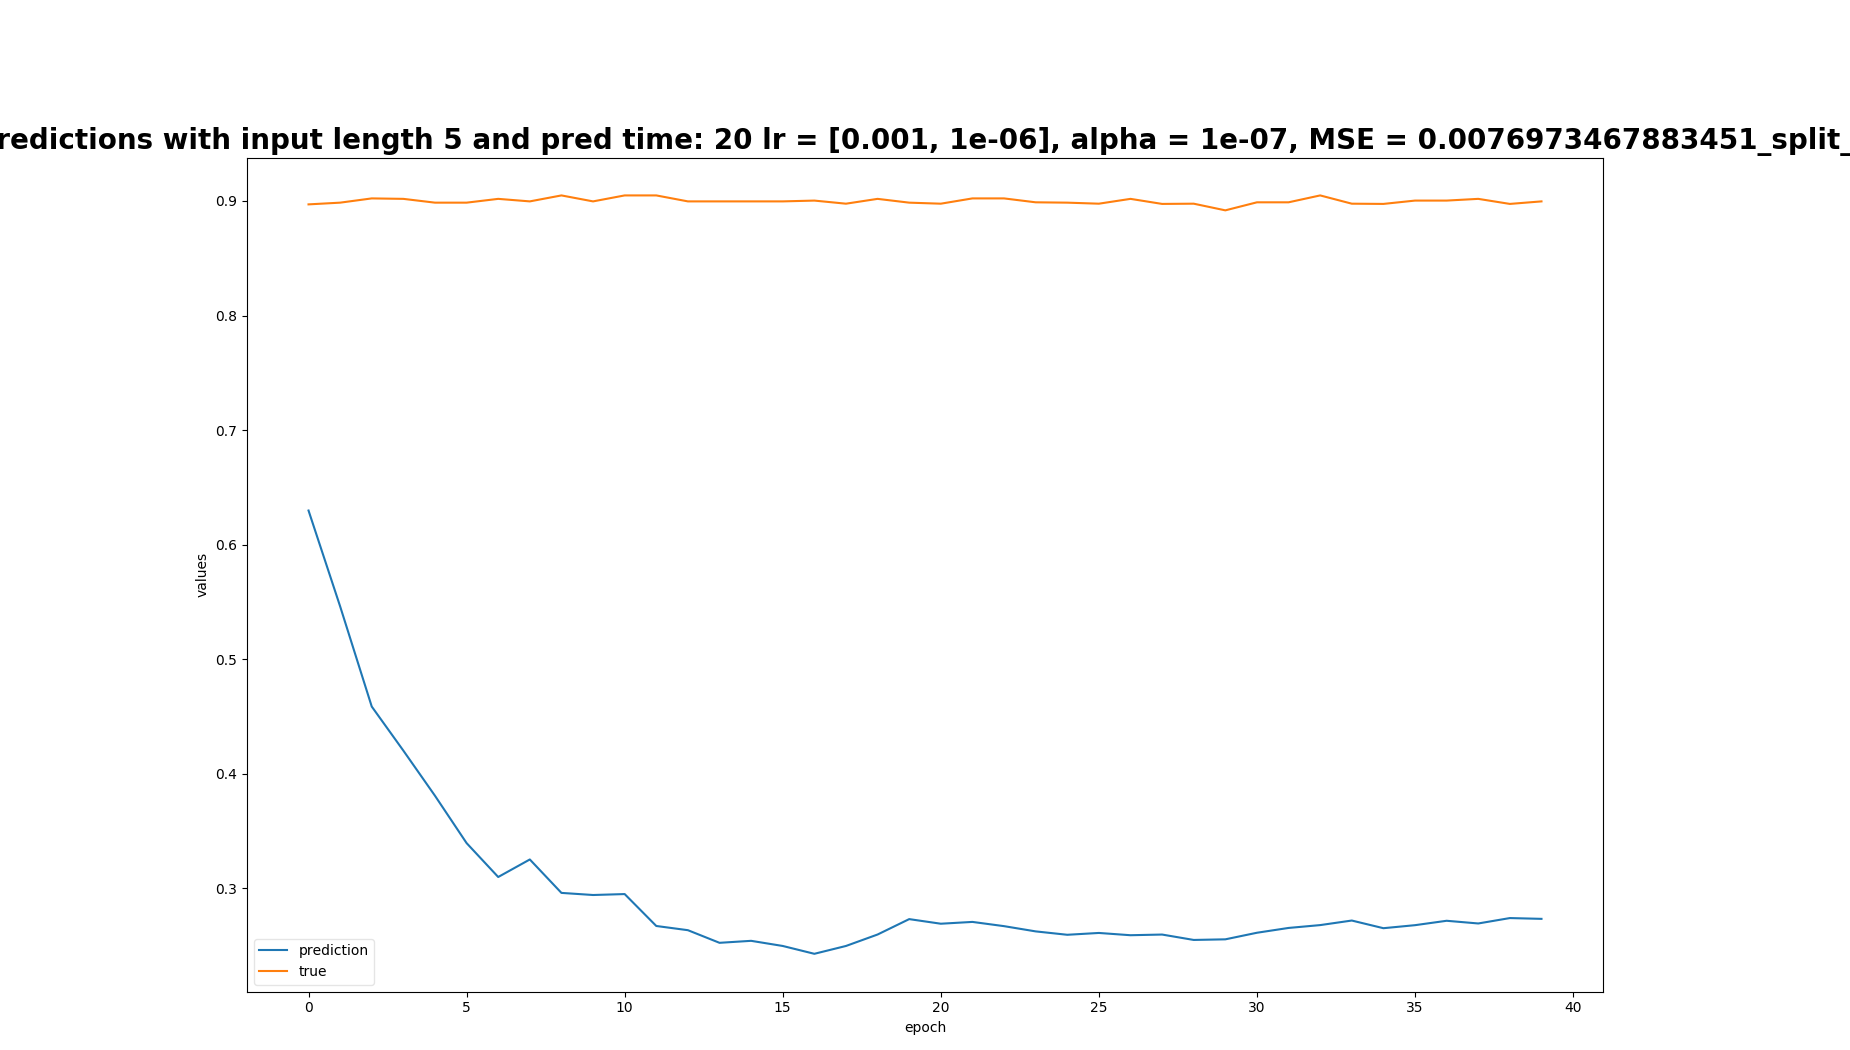 redictions with input length 5 and pred time: 20 lr = [0.001, 1e-06], alpha = 1e-07, MSE = 0.0076973467883451_split_
0.9
0.8
0.7
0.6
0.5
0.4
0.3
values
prediction
true
0 5 10 15 20 25 30 35 40
epoch